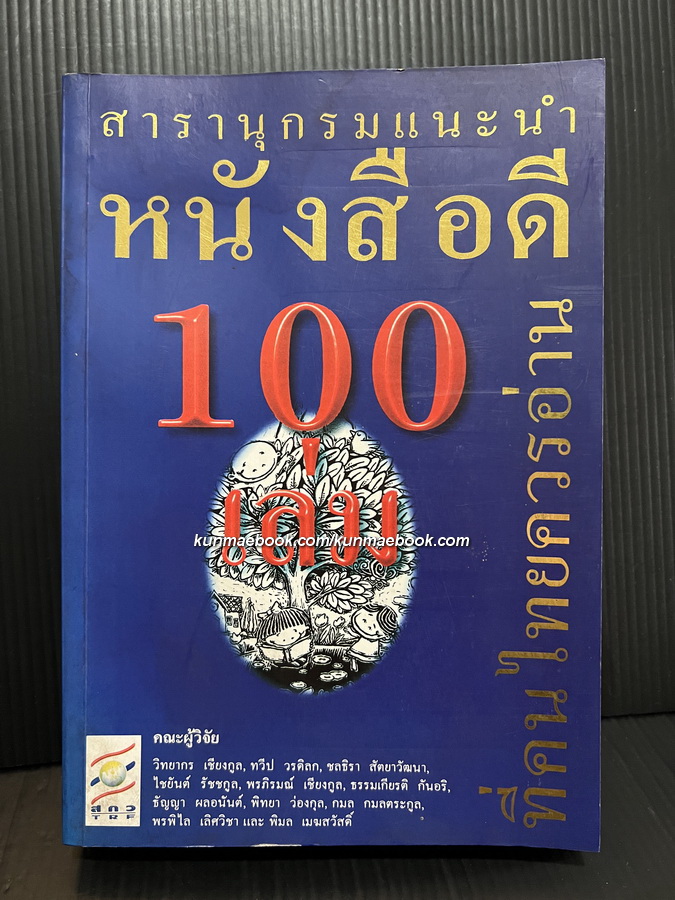 สารานุกรมแนะนำ
หนังสือดี
100
เล่ม
ที่คนไทยควรอ่าน
kunmaebook.com/kunmaebook.com
คณะผู้วิจัย
วิทยากร เชียงกูล, ทวีป วรดิลก, ชลธิรา สัตยาวัฒนา,
ไชยันต์ รัชชกูล, พรภิรมณ์ เชียงกูล, ธรรมเกียรติ กันอริ,
ธัญญา ผลอนันต์, พิทยา ว่องกุล, กมล กมลตระกูล,
พรพิไล เลิศวิชา และ พิมล เมฆสวัสดิ์
สกว
TRF